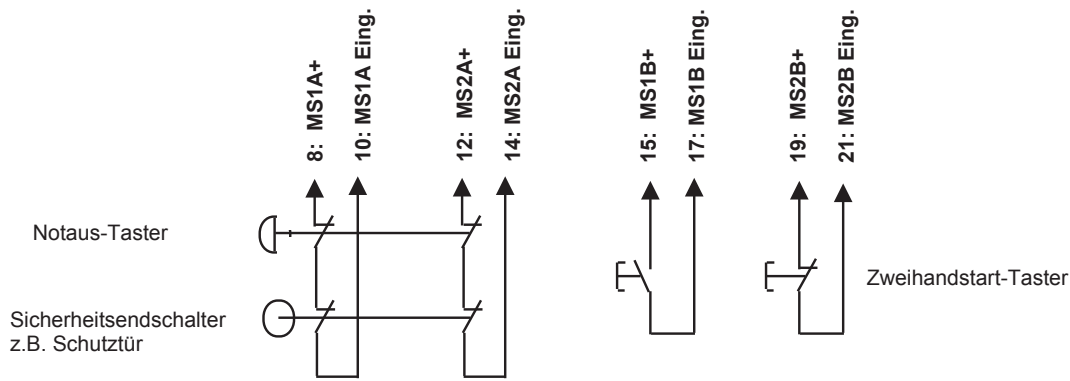 8: MS1A+
10: MS1A Eing.
12: MS2A+
14: MS2A Eing.
15: MS1B+
17: MS1B Eing.
19: MS2B+
21: MS2B Eing.
Notaus-Taster
Zweihandstart-Taster
Sicherheitsendschalter
z.B. Schutztür